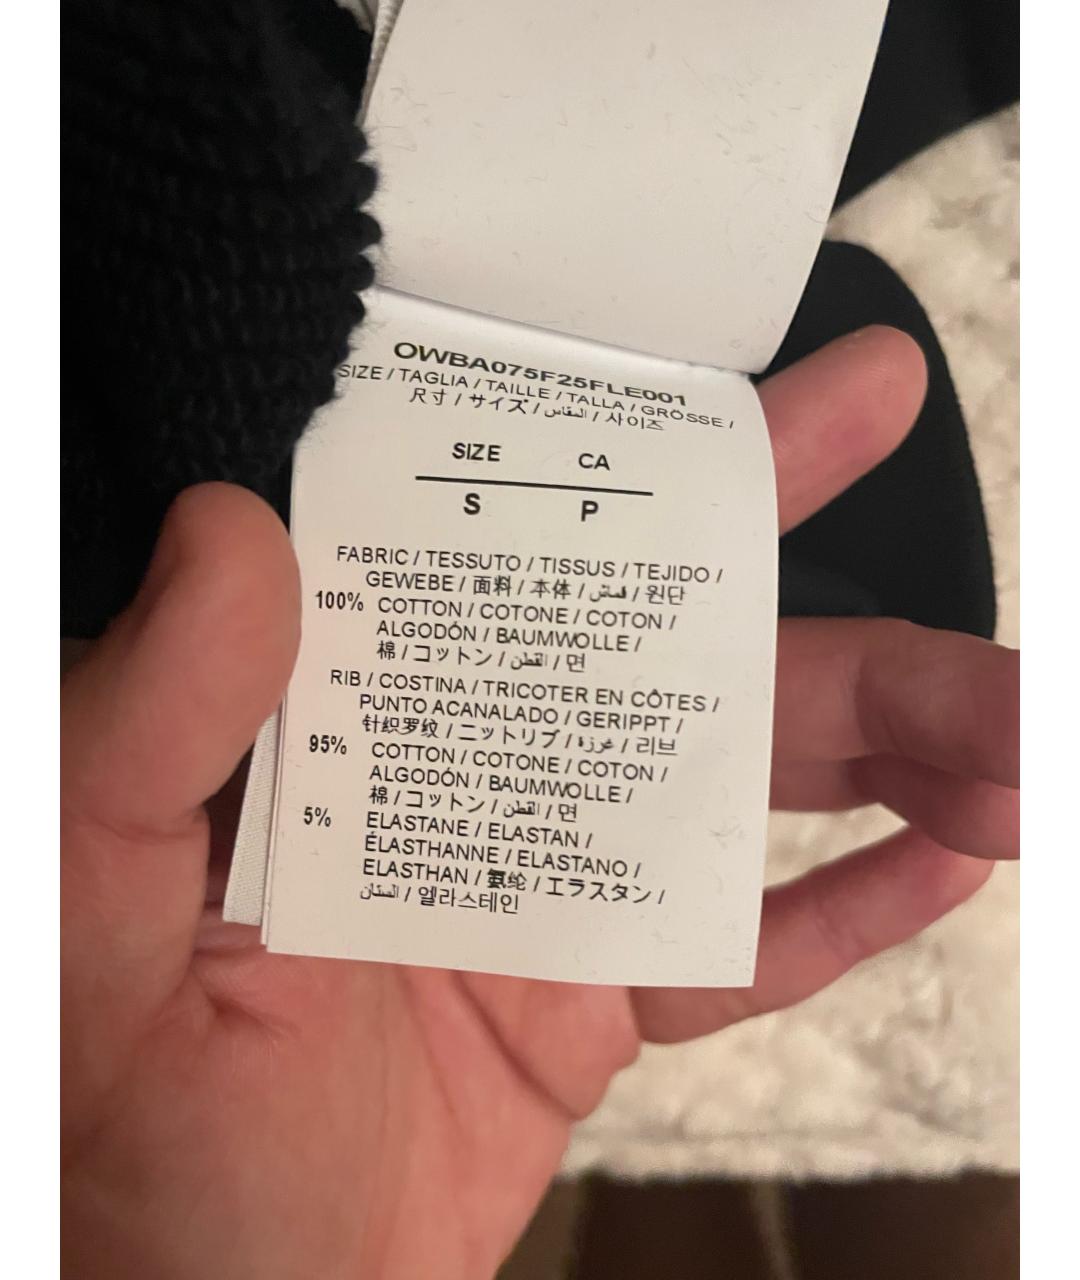 OWBA075F25FLE001
SIZE / TAGLIA / TAILLE / TALLA / GRÖSSE /
尺寸 / サイズ / المقاس / 사이즈
SIZE CA
S P
FABRIC / TESSUTO / TISSUS / TEJIDO /
GEWEBE / 面料 / 本体 / قماش / 원단
100% COTTON / COTONE / COTON /
ALGODÓN / BAUMWOLLE /
棉 / コットン / القطن / 면
RIB / COSTINA / TRICOTER EN CÔTES /
PUNTO ACANALADO / GERIPPT /
针织罗纹 / ニットリブ / غرزة / 리브
95% COTTON / COTONE / COTON /
ALGODÓN / BAUMWOLLE /
棉 / コットン / القطن / 면
5% ELASTANE / ELASTAN /
ÉLASTHANNE / ELASTANO /
ELASTHAN / 氨纶 / エラスタン /
/ 엘라스테인